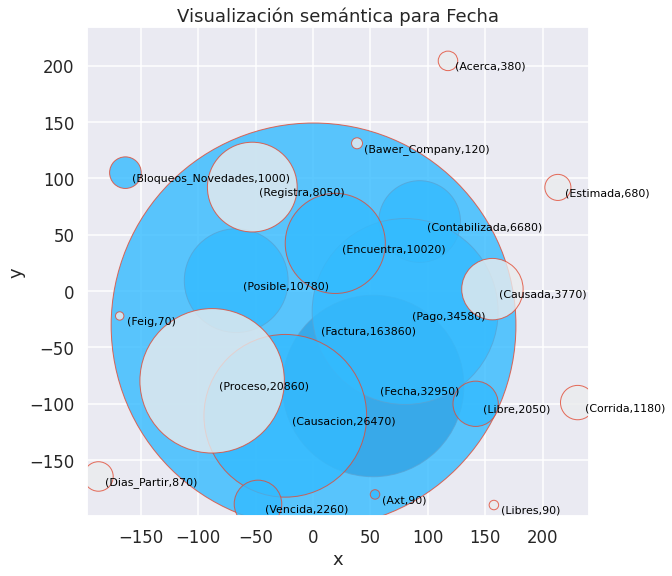 Visualización semántica para Fecha
200
150
100
50
0
−50
−100
−150
y
(Acerca,380)
(Bawer_Company,120)
(Bloqueos_Novedades,1000)
(Registra,8050)
(Estimada,680)
(Contabilizada,6680)
(Encuentra,10020)
(Posible,10780)
(Causada,3770)
(Feig,70)
(Pago,34580)
(Factura,163860)
(Proceso,20860)
(Fecha,32950)
(Libre,2050)
(Corrida,1180)
(Causacion,26470)
(Dias_Partir,870)
(Axt,90)
(Vencida,2260)
(Libres,90)
−150 −100 −50 0 50 100 150 200
x